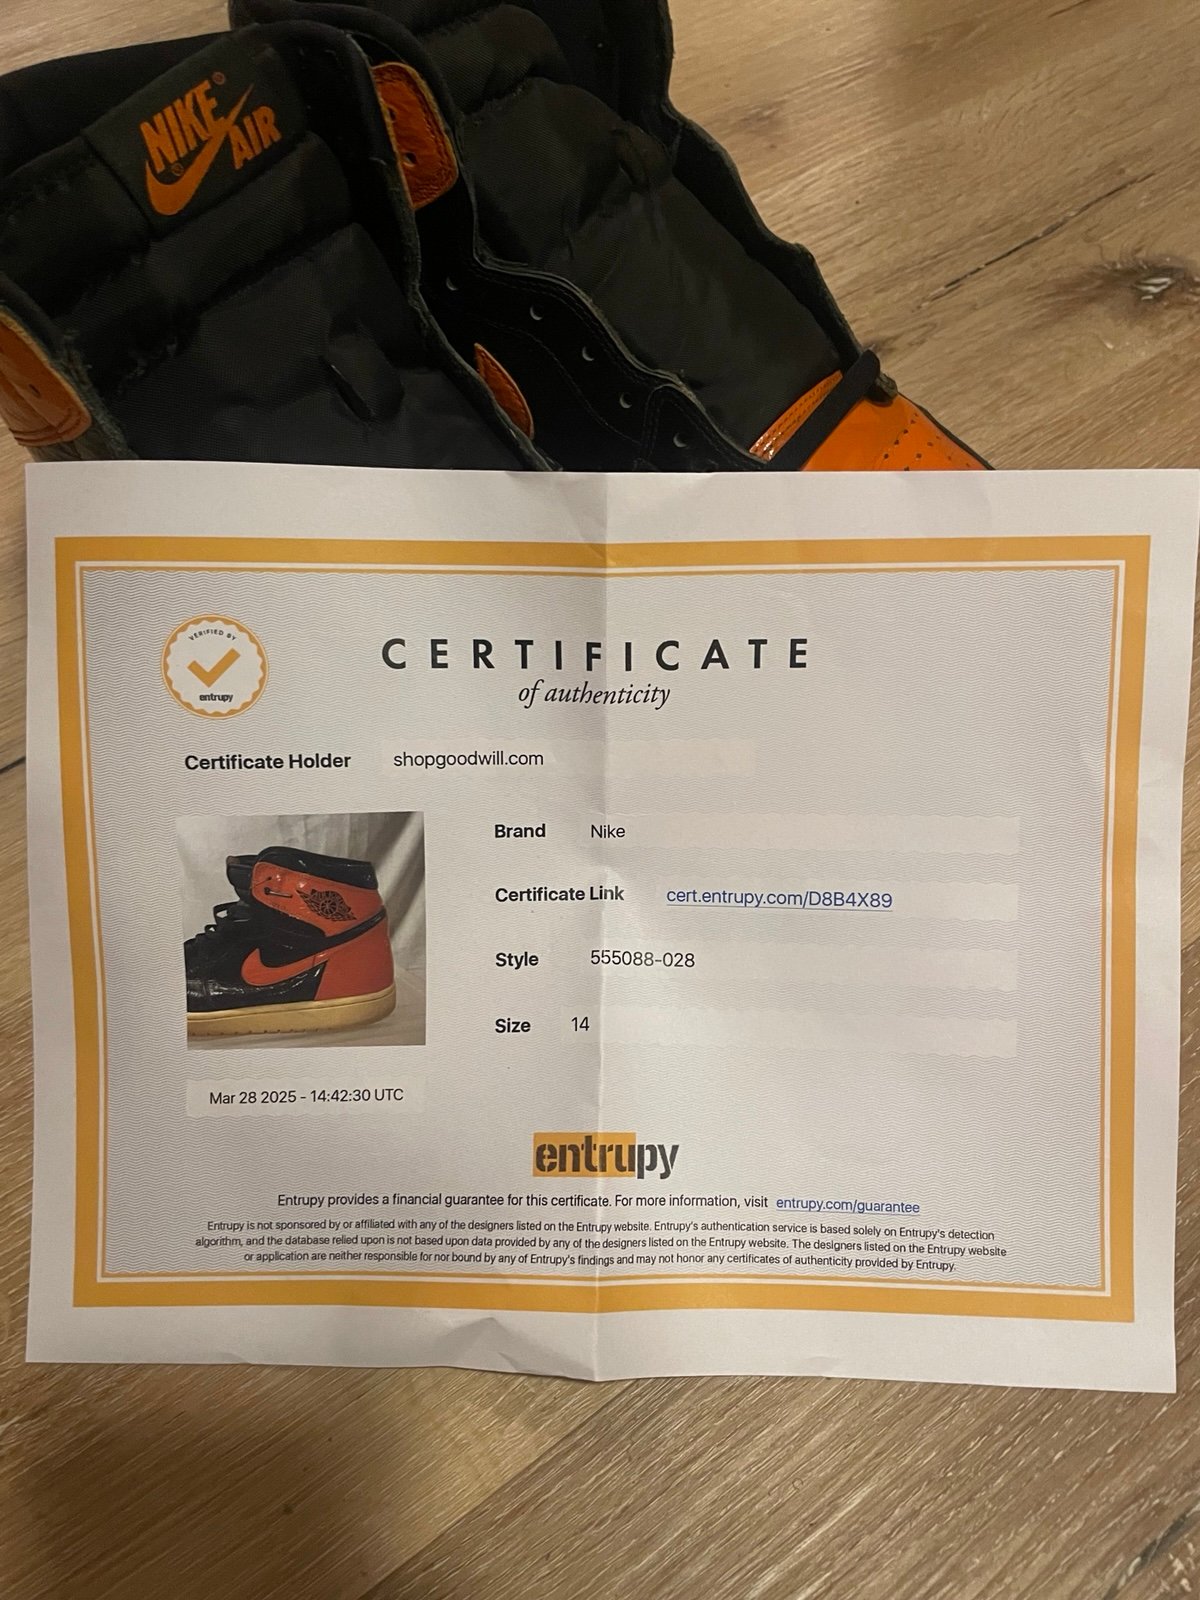 NIKE
AIR
VERIFIED BY
entrupy
CERTIFICATE
of authenticity
Certificate Holder shopgoodwill.com
Brand Nike
Certificate Link cert.entrupy.com/D8B4X89
Style 555088-028
Size 14
Mar 28 2025 - 14:42:30 UTC
entrupy
Entrupy provides a financial guarantee for this certificate. For more information, visit entrupy.com/guarantee
Entrupy is not sponsored by or affiliated with any of the designers listed on the Entrupy website. Entrupy's authentication service is based solely on Entrupy's detection
algorithm, and the database relied upon is not based upon data provided by any of the designers listed on the Entrupy website. The designers listed on the Entrupy website
or application are neither responsible for nor bound by any of Entrupy's findings and may not honor any certificates of authenticity provided by Entrupy.